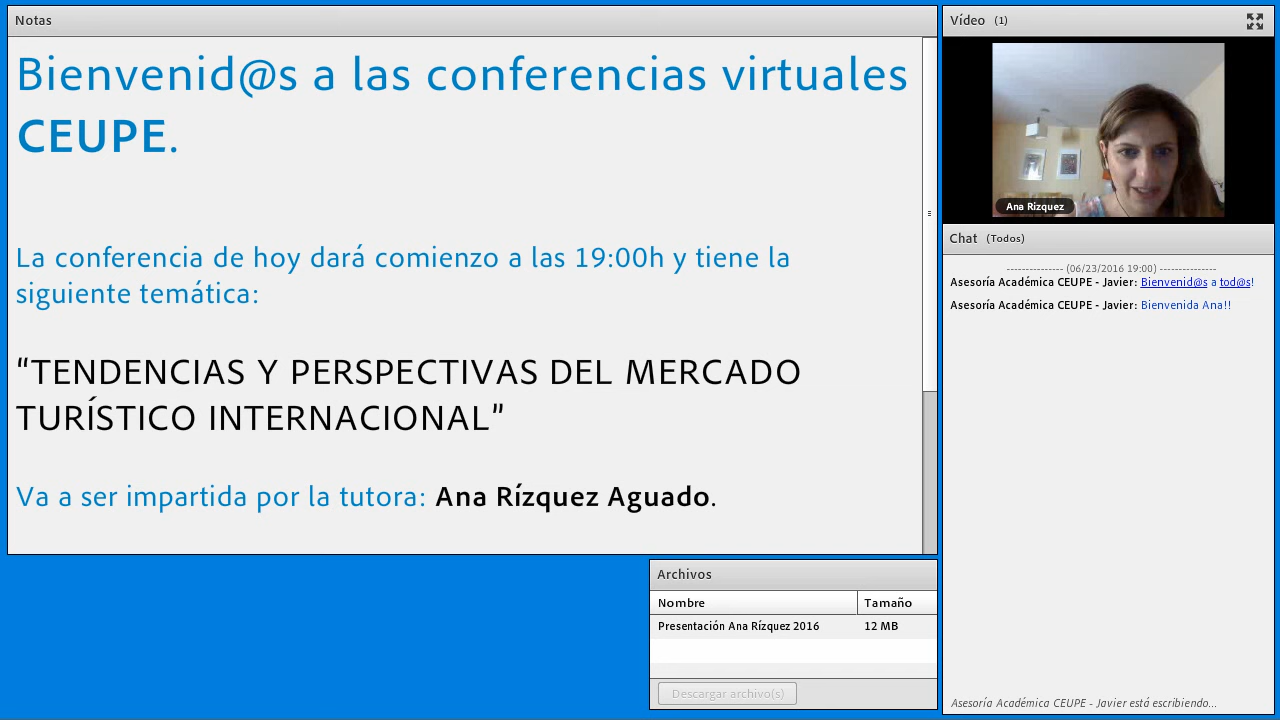 Notas
Bienvenid@s a las conferencias virtuales
CEUPE.
La conferencia de hoy dará comienzo a las 19:00h y tiene la
siguiente temática:
“TENDENCIAS Y PERSPECTIVAS DEL MERCADO
TURÍSTICO INTERNACIONAL”
Va a ser impartida por la tutora: Ana Rízquez Aguado.
Archivos
Nombre Tamaño
Presentación Ana Rízquez 2016 12 MB
Descargar archivo(s)
Vídeo (1)
Ana Rizquez
Chat (Todos)
--------------- (06/23/2016 19:00) ---------------
Asesoría Académica CEUPE - Javier: Bienvenid@s a tod@s!
Asesoría Académica CEUPE - Javier: Bienvenida Ana!!
Asesoría Académica CEUPE - Javier está escribiendo...